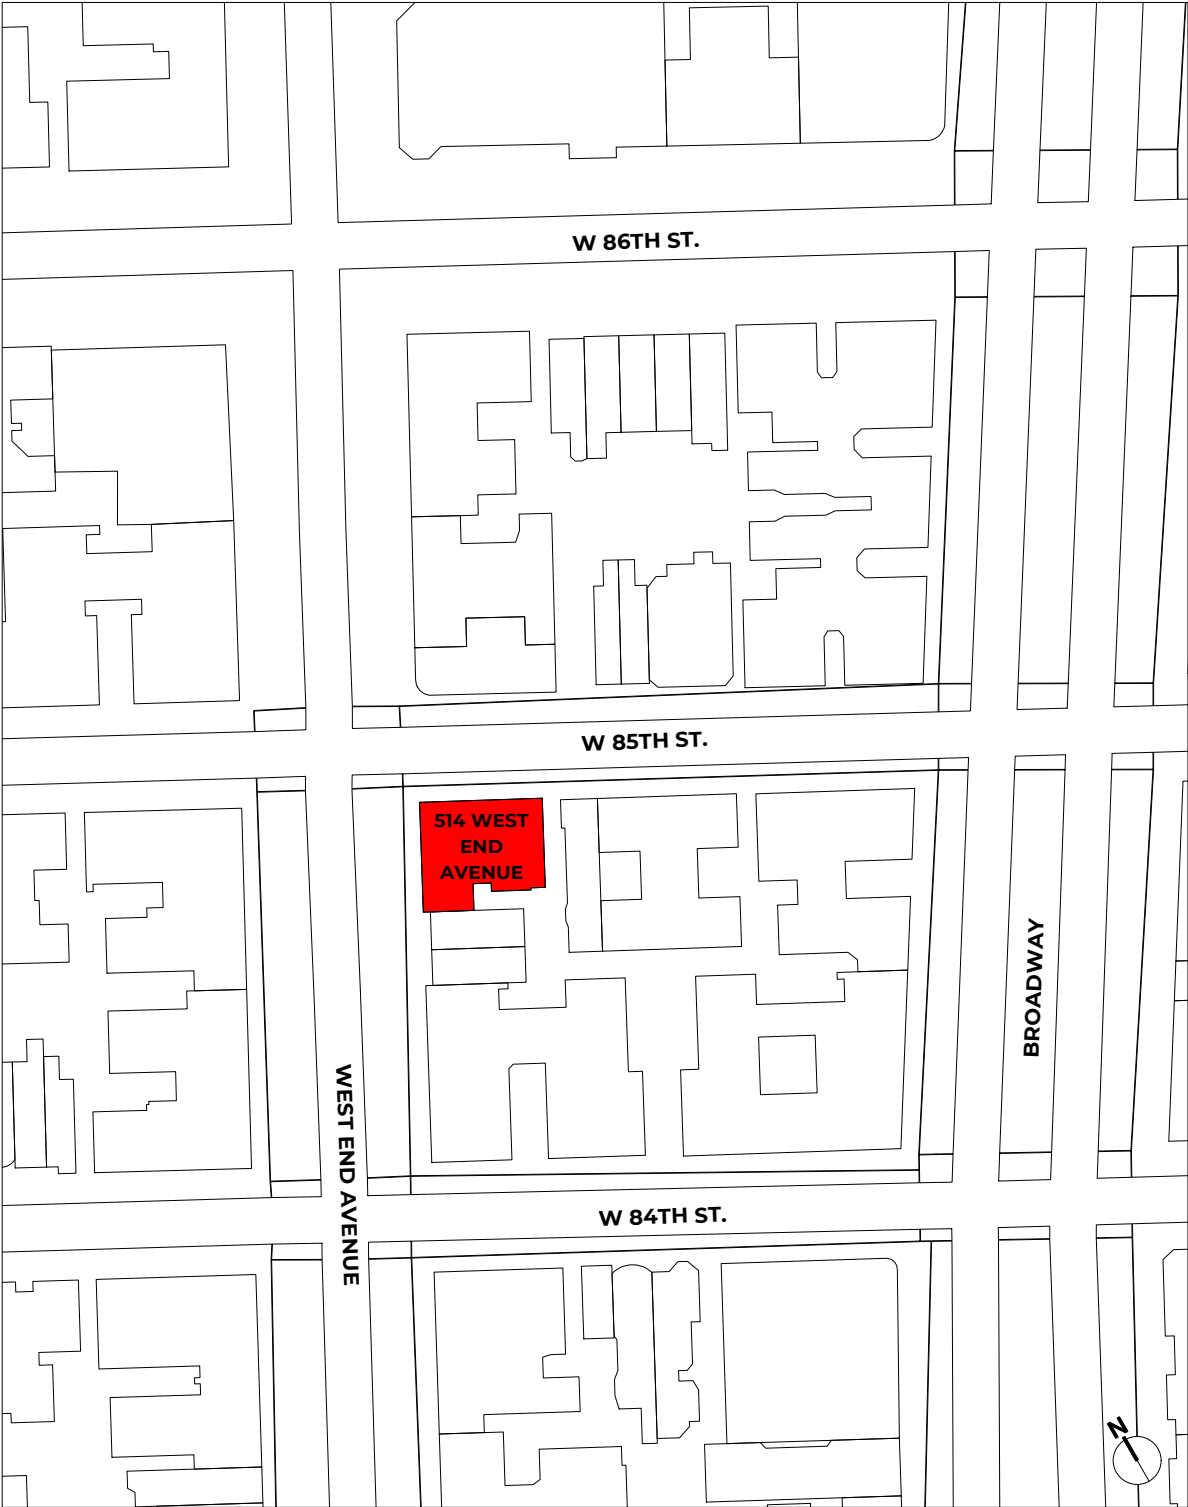 W 86TH ST.
W 85TH ST.
514 WEST
END
AVENUE
BROADWAY
WEST END AVENUE
W 84TH ST.
N